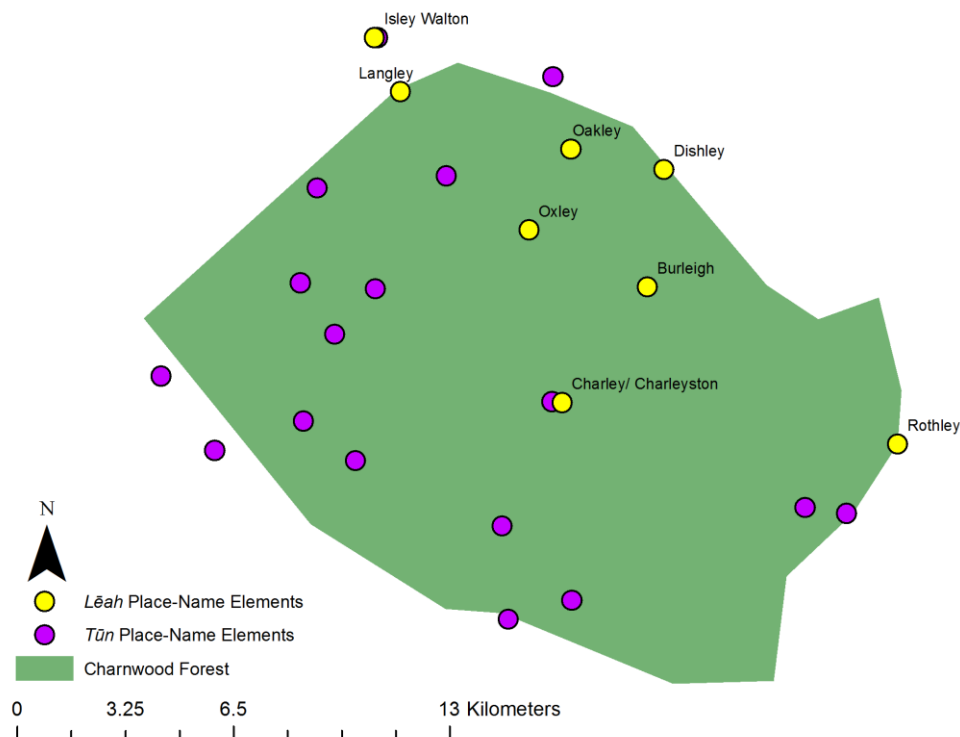 Isley Walton
Langley
Oakley
Dishley
Oxley
Burleigh
Charley/ Charleyston
Rothley
N
Lēah Place-Name Elements
Tūn Place-Name Elements
Charnwood Forest
0 3.25 6.5 13 Kilometers